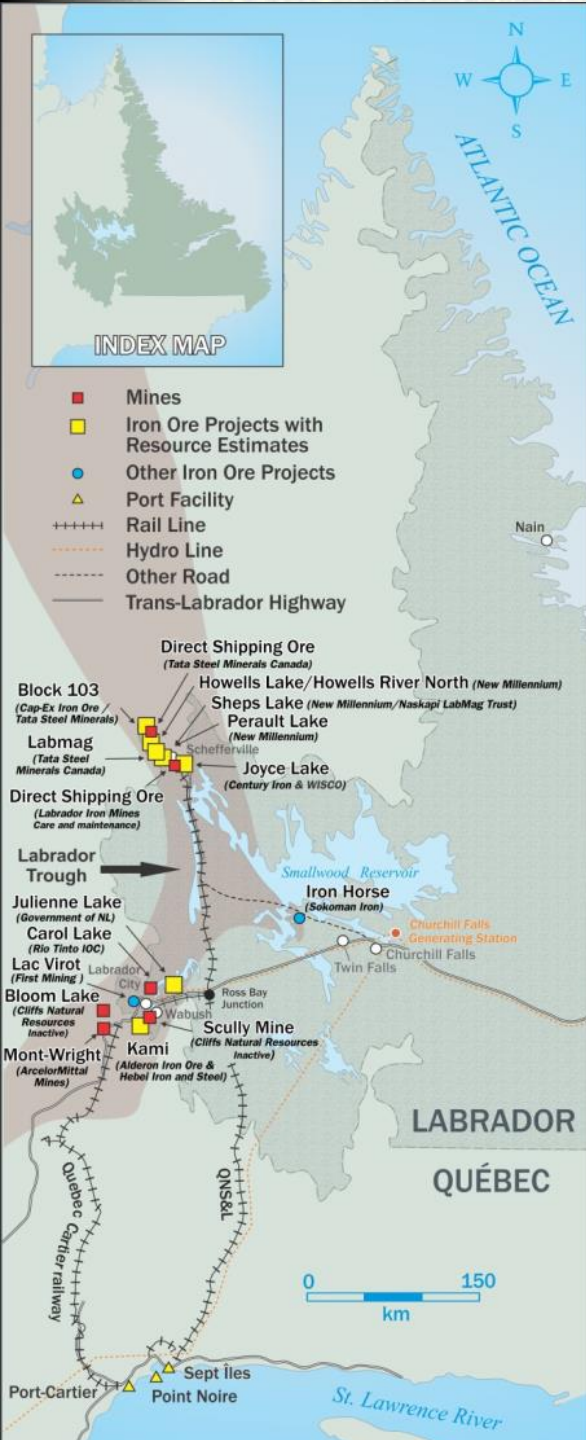 N
W E
S
ATLANTIC OCEAN
INDEX MAP
Mines
Iron Ore Projects with
Resource Estimates
Other Iron Ore Projects
Port Facility
Rail Line
Hydro Line
Other Road
Trans-Labrador Highway
Nain
Direct Shipping Ore
(Tata Steel Minerals Canada)
Howells Lake/Howells River North (New Millennium)
Block 103
(Cap-Ex Iron Ore
Tata Steel Minerals)
Sheps Lake (New Millennium/Naskapi LabMag Trust)
Perault Lake
(New Millennium)
Labmag
(Tata Steel
Minerals Canada)
Schefferville
Joyce Lake
(Century Iron & WISCO)
Direct Shipping Ore
(Labrador Iron Mines
Care and maintenance)
Labrador
Trough
Smallwood Reservoir
Julienne Lake
(Government of NL)
Iron Horse
(Sokoman Iron)
Carol Lake
(Rio Tinto IOC)
Churchill Falls
Generating Station
Lac Virot
(First Mining)
Labrador
City
Twin Falls
Churchill Falls
Bloom Lake
(Cliffs Natural
Resources
Inactive)
Wabush
Ross Bay
Junction
Scully Mine
(Cliffs Natural Resources
Inactive)
Mont-Wright
(ArcelorMittal
Mines)
Kami
(Alderon Iron Ore &
Hebei Iron and Steel)
LABRADOR
QUÉBEC
Quebec Cartier railway
QNS&L
0 150
km
Sept Îles
Port-Cartier
Point Noire
St. Lawrence River